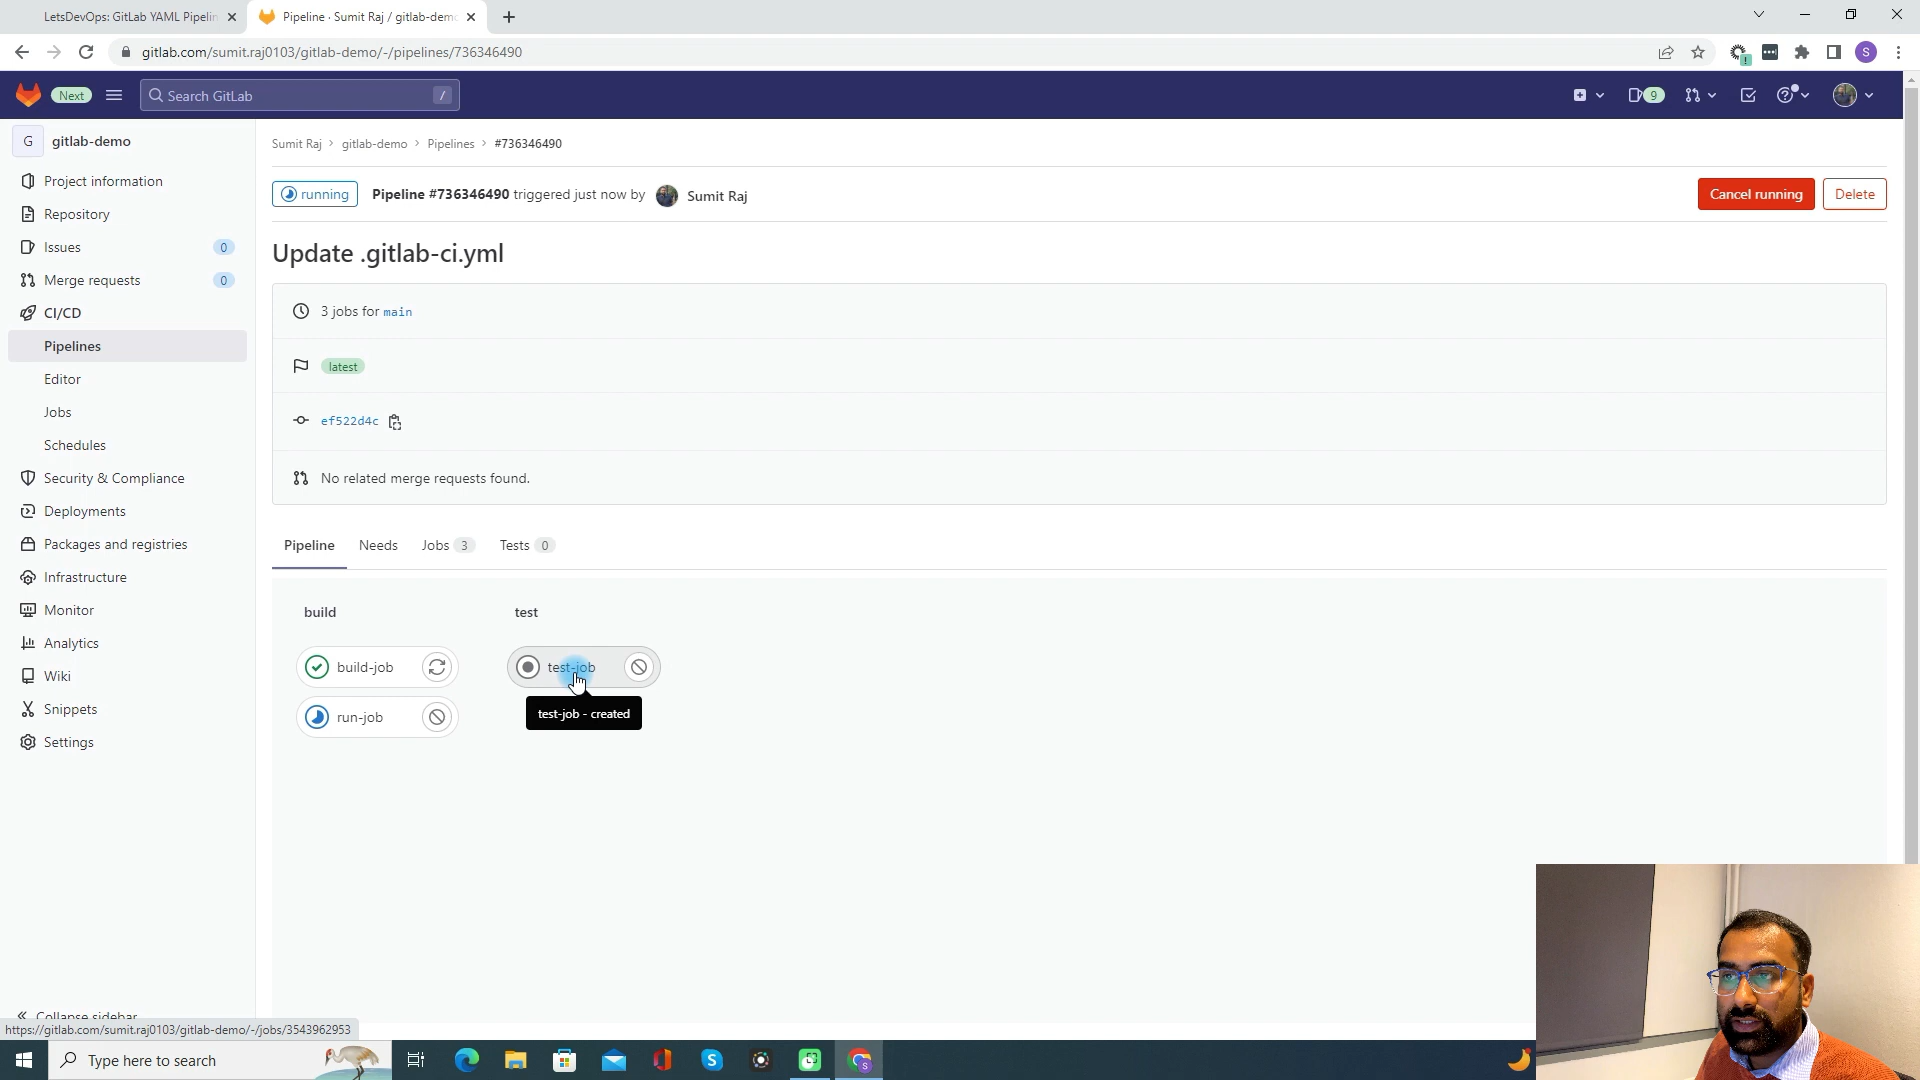 LetsDevOps: GitLab YAML Pipelin
Pipeline · Sumit Raj / gitlab-demo
gitlab.com/sumit.raj0103/gitlab-demo/-/pipelines/736346490
S
Next
Search GitLab
/
9
G
gitlab-demo
Project information
Repository
Issues 0
Merge requests 0
CI/CD
Pipelines
Editor
Jobs
Schedules
Security & Compliance
Deployments
Packages and registries
Infrastructure
Monitor
Analytics
Wiki
Snippets
Settings
Collapse sidebar
Sumit Raj > gitlab-demo > Pipelines > #736346490
running Pipeline #736346490 triggered just now by Sumit Raj
Cancel running
Delete
Update .gitlab-ci.yml
3 jobs for main
latest
ef522d4c
No related merge requests found.
Pipeline Needs Jobs 3 Tests 0
build test
build-job test-job
run-job
test-job - created
https://gitlab.com/sumit.raj0103/gitlab-demo/-/jobs/3543962953
Type here to search